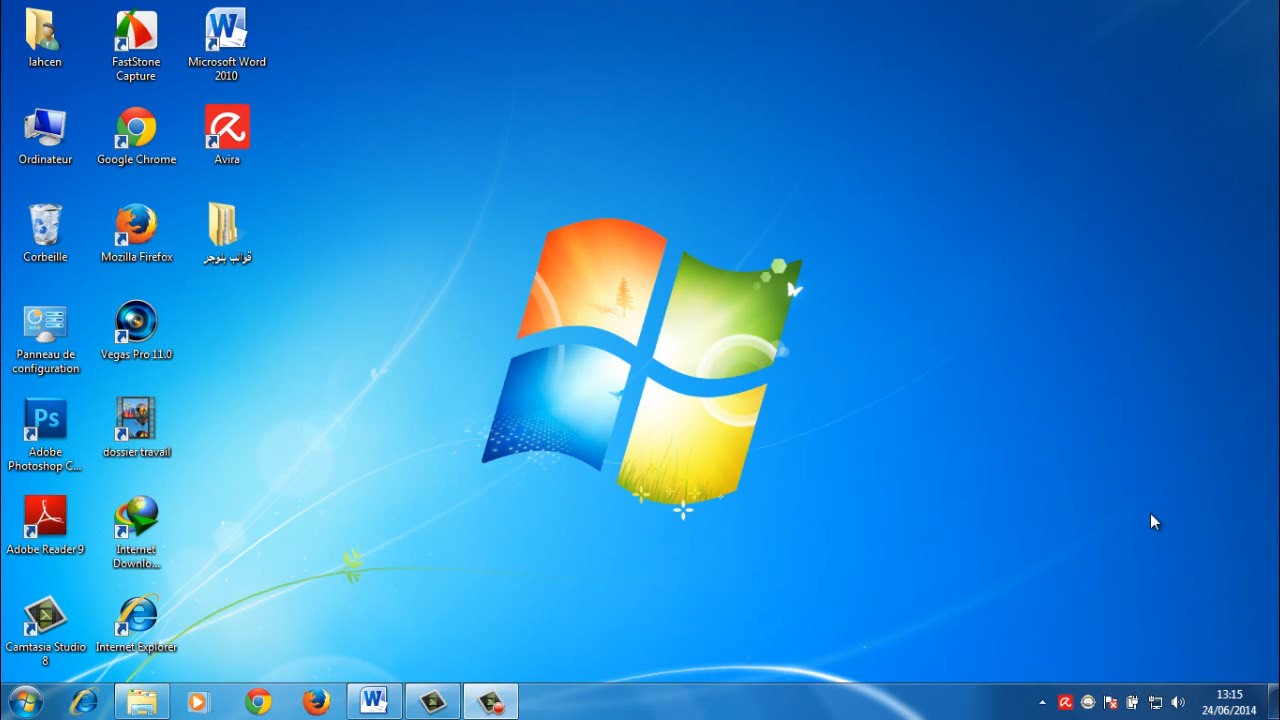 lahcen
FastStone
Capture
Microsoft Word
2010
Ordinateur
Google Chrome
Avira
Corbeille
Mozilla Firefox
قوالب بلوجر
Panneau de
configuration
Vegas Pro 11.0
Ps
Adobe
Photoshop C...
dossier travail
Adobe Reader 9
Internet
Downlo...
Camtasia Studio
8
Internet Explorer
13:15
24/06/2014